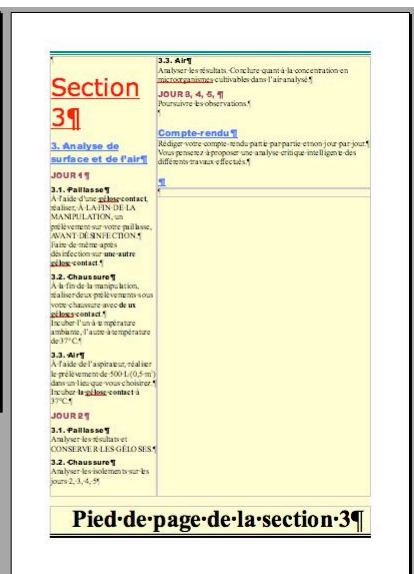 Section
3¶
3. Analyse de
surface et de l'air¶
JOUR 1¶
3.1. Paillasse¶
À l'aide d'une gélose contact,
réaliser, À LA FIN DE LA
MANIPULATION, un
prélèvement sur votre paillasse,
AVANT DÉSINFECTION.¶
Faire de même après
désinfection sur une autre
gélose contact.¶
3.2. Chaussure¶
À la fin de la manipulation,
réaliser deux prélèvements sous
votre chaussure avec deux
géloses contact.¶
Incuber l'un à température
ambiante, l'autre à température
de 37°C.¶
3.3. Air¶
À l'aide de l'aspirateur, réaliser
le prélèvement de 500 L (0,5 m³)
dans un lieu que vous choisirez.¶
Incuber la gélose contact à
37°C.¶
JOUR 2¶
3.1. Paillasse¶
Analyser les résultats et
CONSERVER LES GÉLOSES.¶
3.2. Chaussure¶
Analyser les isolements sur les
jours 2, 3, 4, 5¶
3.3. Air¶
Analyser les résultats. Conclure quant à la concentration en
microorganismes cultivables dans l'air analysé.¶
JOUR 3, 4, 5, ¶
Poursuivre les observations.¶
¶
Compte-rendu¶
Rédiger votre compte-rendu partie par partie et non jour par jour.¶
Vous penserez à proposer une analyse critique intelligente des
différents travaux effectués.¶
¶
¶
Pied·de·page·de·la·section·3¶